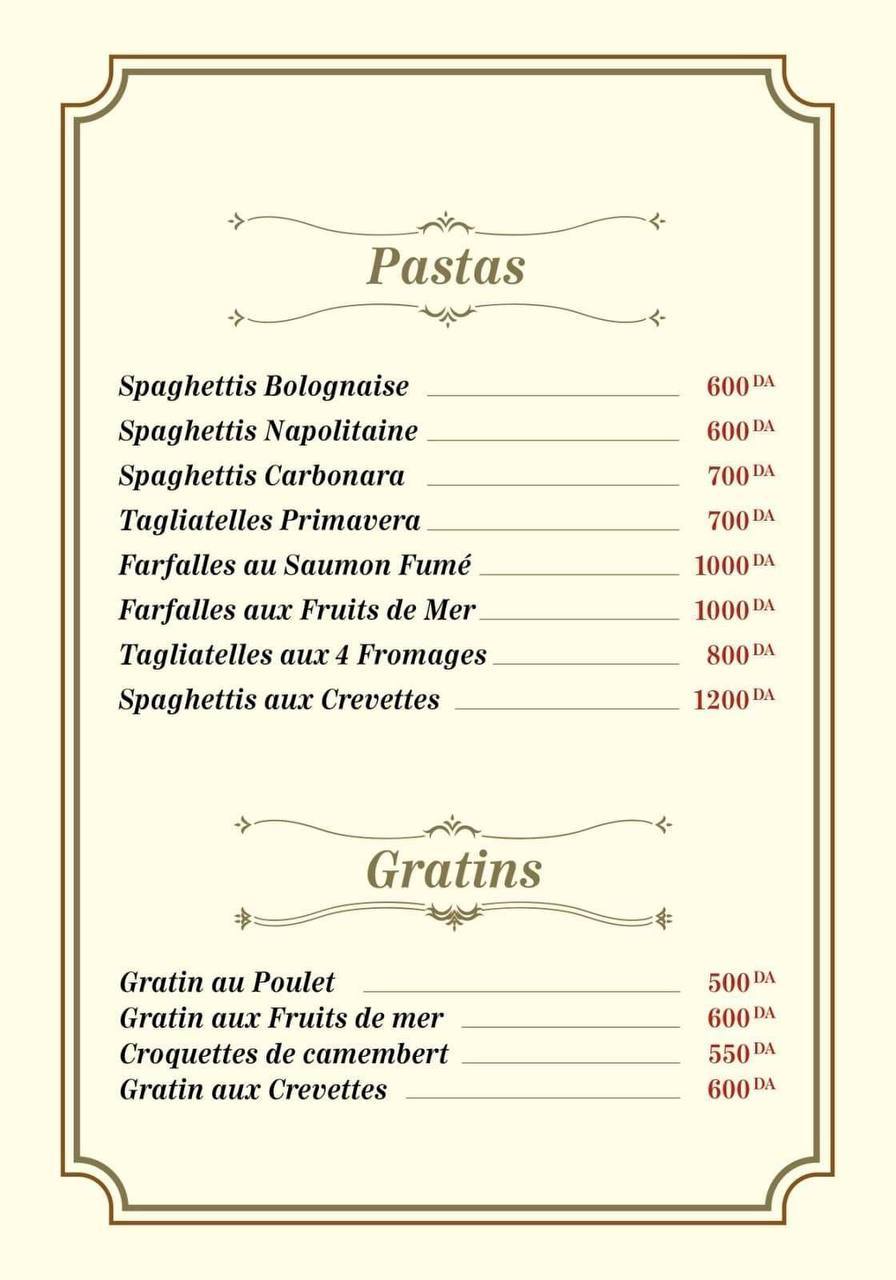 Pastas
Spaghettis Bolognaise 600 DA
Spaghettis Napolitaine 600 DA
Spaghettis Carbonara 700 DA
Tagliatelles Primavera 700 DA
Farfalles au Saumon Fumé 1000 DA
Farfalles aux Fruits de Mer 1000 DA
Tagliatelles aux 4 Fromages 800 DA
Spaghettis aux Crevettes 1200 DA
Gratins
Gratin au Poulet 500 DA
Gratin aux Fruits de mer 600 DA
Croquettes de camembert 550 DA
Gratin aux Crevettes 600 DA